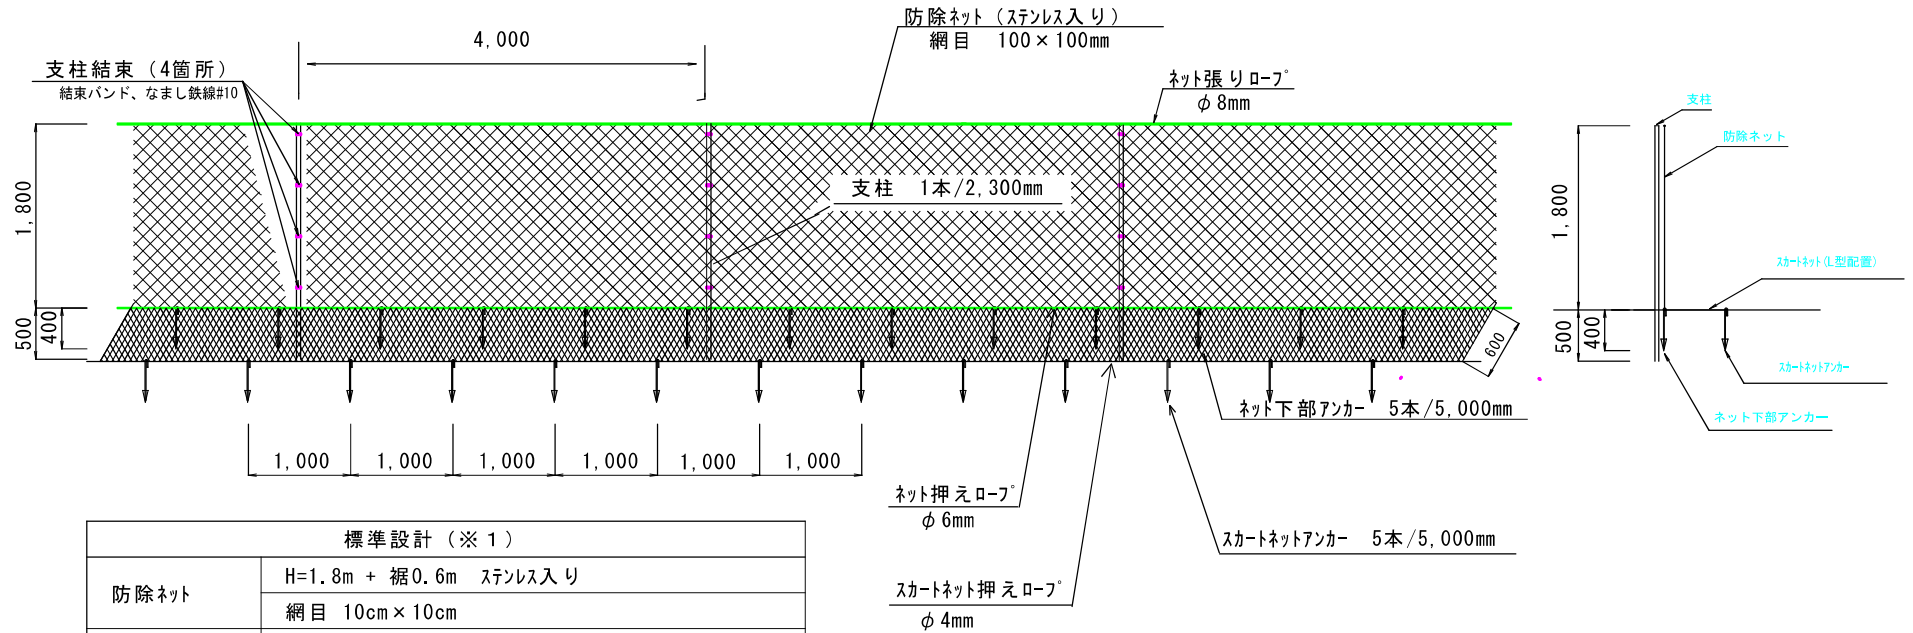 4,000
防除ネット（ステンレス入り）
網目　100×100mm
支柱結束（4箇所）
結束バンド、なまし鉄線#10
ネット張りロープ
φ8mm
支柱　1本/2,300mm
1,800
500
400
600
ネット下部アンカー　5本/5,000mm
1,000
1,000
1,000
1,000
1,000
1,000
ネット押えロープ
φ6mm
スカートネットアンカー　5本/5,000mm
スカートネット押えロープ
φ4mm
支柱
防除ネット
1,800
スカートネット(L型配置)
500
400
スカートネットアンカー
ネット下部アンカー
標準設計（※1）
防除ネット
H=1.8m + 裾0.6m　ステンレス入り
網目 10cm×10cm